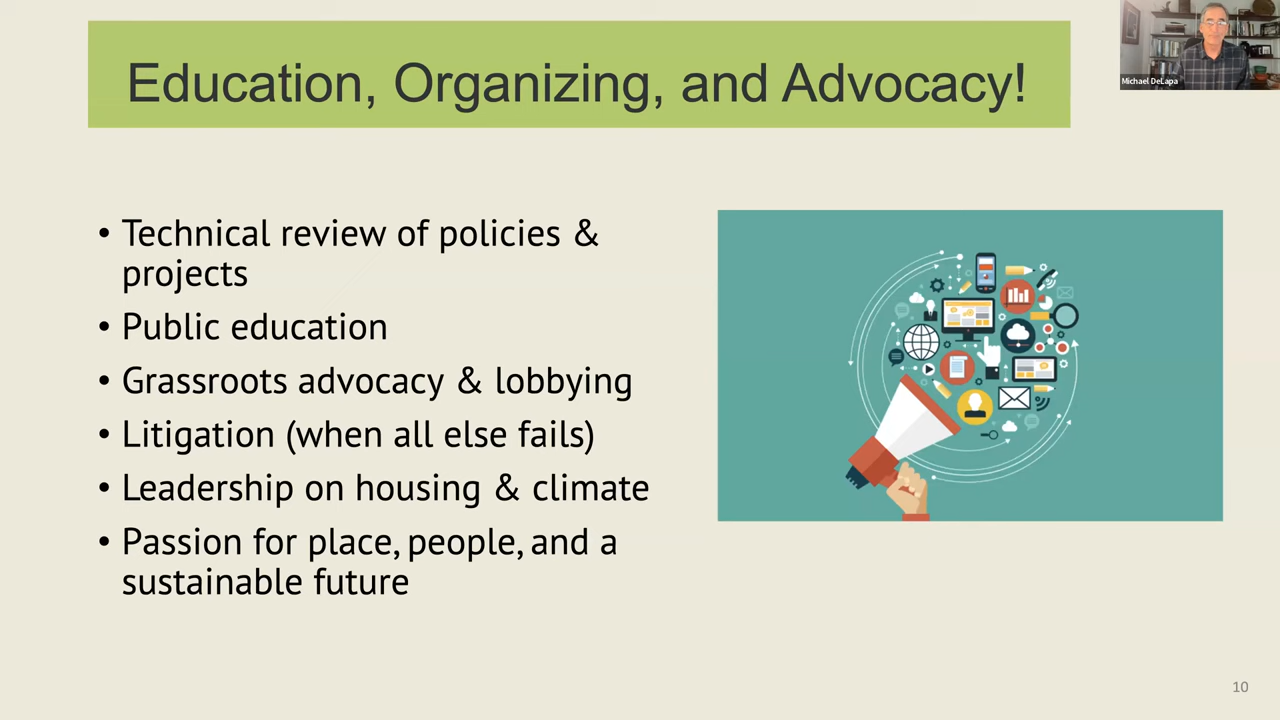 Education, Organizing, and Advocacy!
Michael DeLapa
• Technical review of policies &
projects
• Public education
• Grassroots advocacy & lobbying
• Litigation (when all else fails)
• Leadership on housing & climate
• Passion for place, people, and a
sustainable future
10